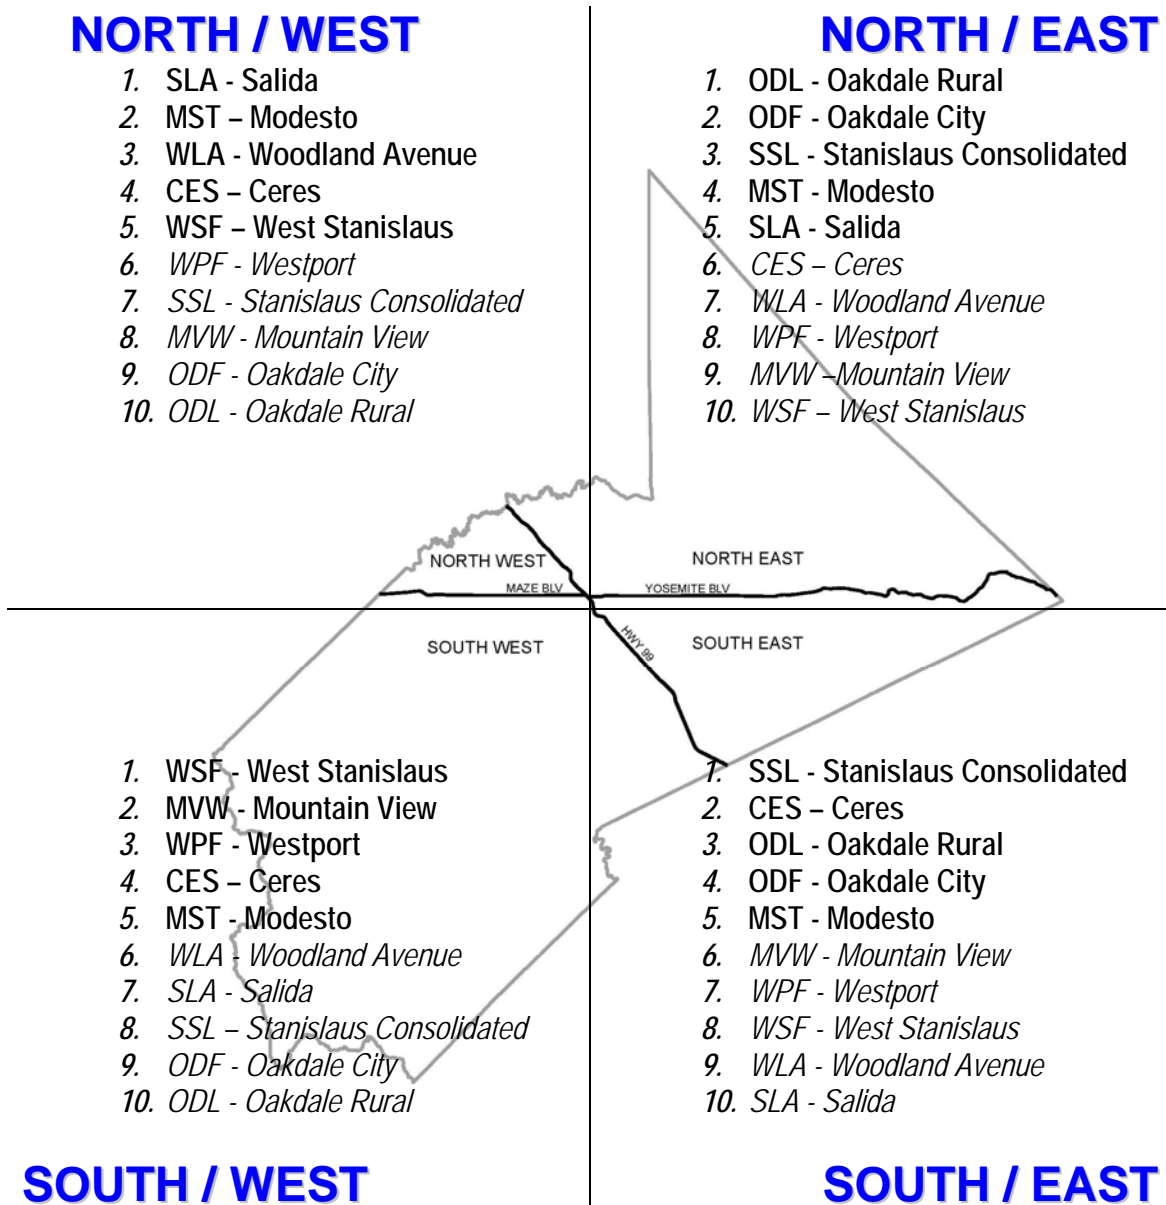 NORTH / WEST
1. SLA - Salida
2. MST – Modesto
3. WLA - Woodland Avenue
4. CES – Ceres
5. WSF – West Stanislaus
6. WPF - Westport
7. SSL - Stanislaus Consolidated
8. MVW - Mountain View
9. ODF - Oakdale City
10. ODL - Oakdale Rural
NORTH / EAST
1. ODL - Oakdale Rural
2. ODF - Oakdale City
3. SSL - Stanislaus Consolidated
4. MST - Modesto
5. SLA - Salida
6. CES – Ceres
7. WLA - Woodland Avenue
8. WPF - Westport
9. MVW –Mountain View
10. WSF – West Stanislaus
NORTH WEST
NORTH EAST
MAZE BLV
YOSEMITE BLV
SOUTH WEST
HWY 99
SOUTH EAST
1. WSF - West Stanislaus
2. MVW - Mountain View
3. WPF - Westport
4. CES – Ceres
5. MST - Modesto
6. WLA - Woodland Avenue
7. SLA - Salida
8. SSL – Stanislaus Consolidated
9. ODF - Oakdale City
10. ODL - Oakdale Rural
SOUTH / WEST
1. SSL - Stanislaus Consolidated
2. CES – Ceres
3. ODL - Oakdale Rural
4. ODF - Oakdale City
5. MST - Modesto
6. MVW - Mountain View
7. WPF - Westport
8. WSF - West Stanislaus
9. WLA - Woodland Avenue
10. SLA - Salida
SOUTH / EAST